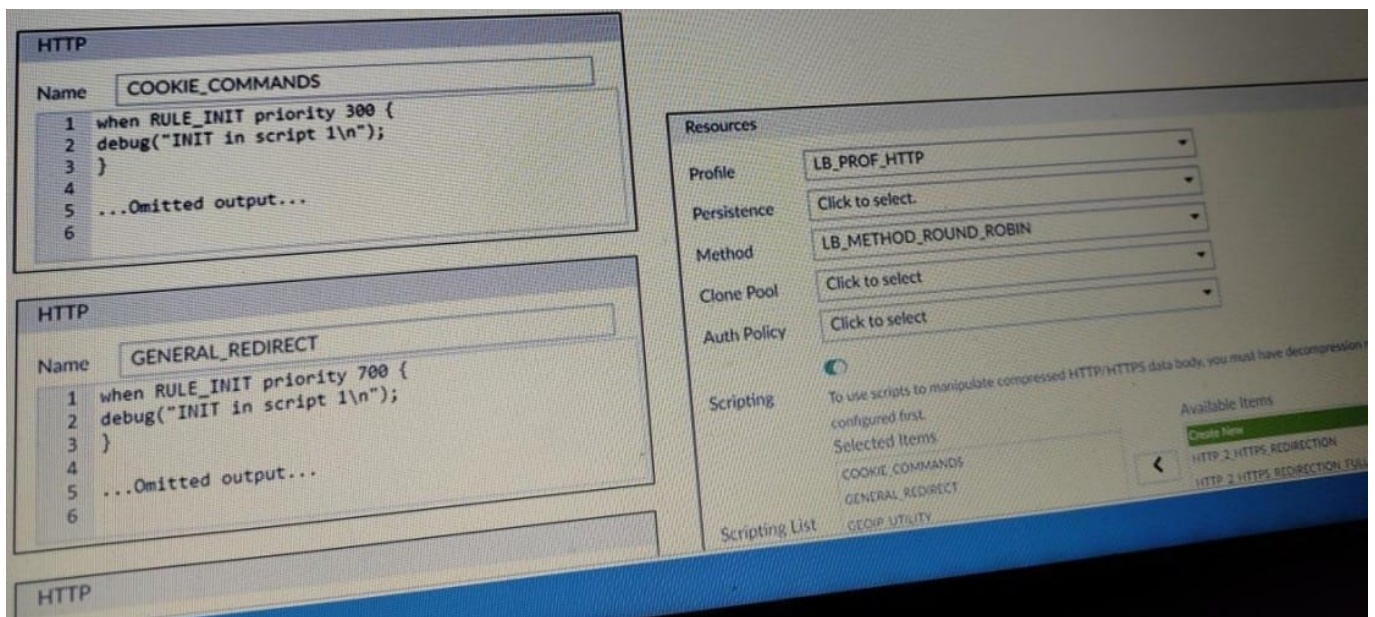 HTTP
Name COOKIE_COMMANDS
1 when RULE_INIT priority 300 {
2 debug("INIT in script 1\n");
3 }
4
5 ...Omitted output...
6
HTTP
Name GENERAL_REDIRECT
1 when RULE_INIT priority 700 {
2 debug("INIT in script 1\n");
3 }
4
5 ...Omitted output...
6
HTTP
Resources
Profile LB_PROF_HTTP
Persistence Click to select.
Method LB_METHOD_ROUND_ROBIN
Clone Pool Click to select
Auth Policy Click to select
Scripting
To use scripts to manipulate compressed HTTP/HTTPS data body, you must have decompression
configured first.
Selected Items
COOKIE_COMMANDS
GENERAL_REDIRECT
Scripting List GEOIP_UTILITY
Available Items
Create New
HTTP_2_HTTPS_REDIRECTION
HTTP_2_HTTPS_REDIRECTION_FULL